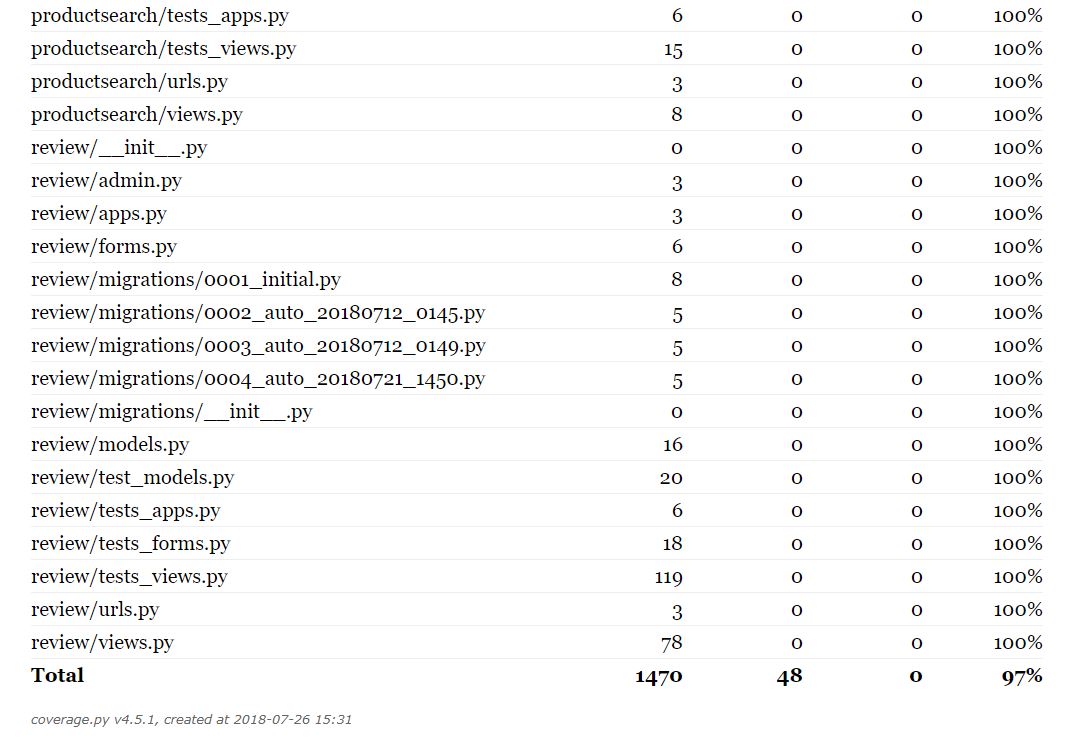 productsearch/tests_apps.py 6 0 0 100%
productsearch/tests_views.py 15 0 0 100%
productsearch/urls.py 3 0 0 100%
productsearch/views.py 8 0 0 100%
review/__init__.py 0 0 0 100%
review/admin.py 3 0 0 100%
review/apps.py 3 0 0 100%
review/forms.py 6 0 0 100%
review/migrations/0001_initial.py 8 0 0 100%
review/migrations/0002_auto_20180712_0145.py 5 0 0 100%
review/migrations/0003_auto_20180712_0149.py 5 0 0 100%
review/migrations/0004_auto_20180721_1450.py 5 0 0 100%
review/migrations/__init__.py 0 0 0 100%
review/models.py 16 0 0 100%
review/test_models.py 20 0 0 100%
review/tests_apps.py 6 0 0 100%
review/tests_forms.py 18 0 0 100%
review/tests_views.py 119 0 0 100%
review/urls.py 3 0 0 100%
review/views.py 78 0 0 100%
Total 1470 48 0 97%
coverage.py v4.5.1, created at 2018-07-26 15:31